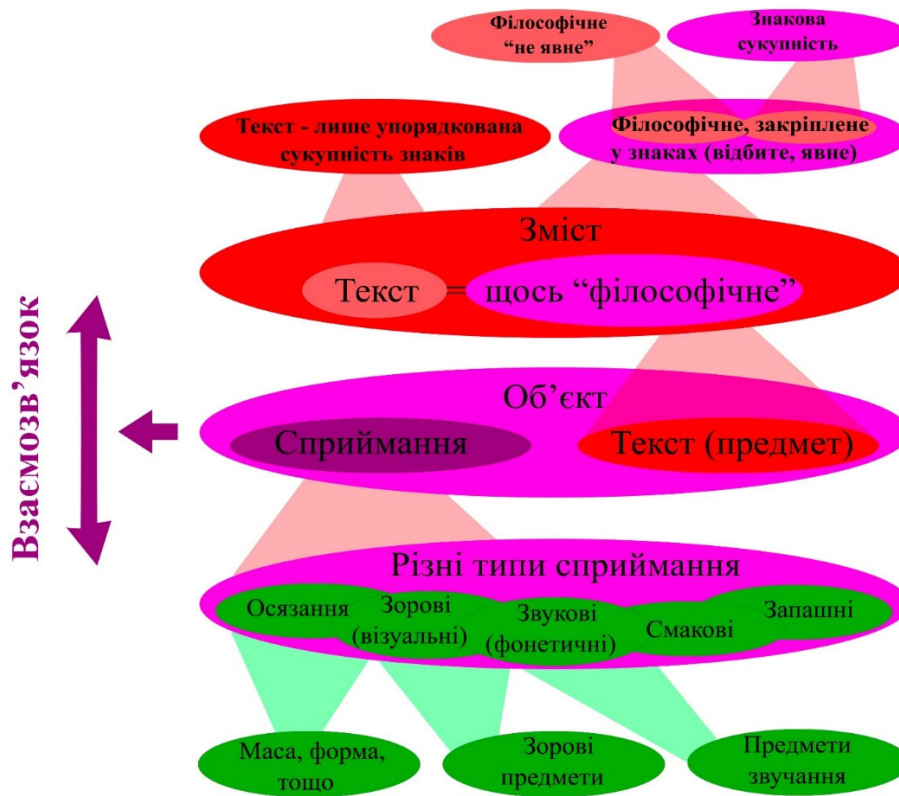 Філософічне
“не явне”
Знакова
сукупність
Текст - лише упорядкована
сукупність знаків
Філософічне, закріплене
у знаках (відбите, явне)
Зміст
Текст = щось “філософічне”
Взаємозв’язок
Об’єкт
Сприймання
Текст (предмет)
Різні типи сприймання
Осязання
Зорові
(візуальні)
Звукові
(фонетичні)
Смакові
Запашні
Маса, форма,
тощо
Зорові
предмети
Предмети
звучання